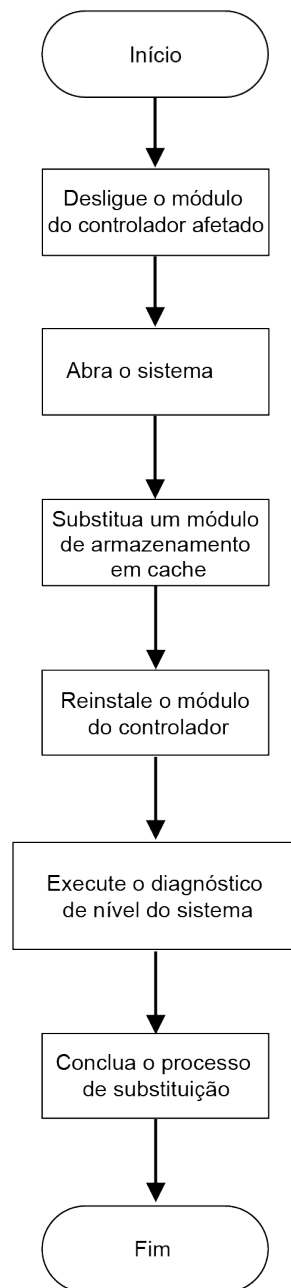 Início
Desligue o módulo
do controlador afetado
Abra o sistema
Substitua um módulo
de armazenamento
em cache
Reinstale o módulo
do controlador
Execute o diagnóstico
de nível do sistema
Conclua o processo
de substituição
Fim